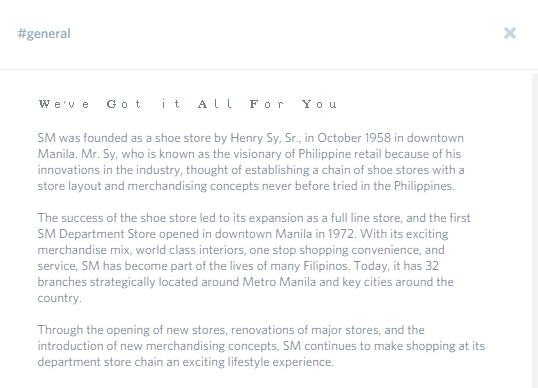 #general
We've Got it All For You
SM was founded as a shoe store by Henry Sy, Sr., in October 1958 in downtown
Manila. Mr. Sy, who is known as the visionary of Philippine retail because of his
innovations in the industry, thought of establishing a chain of shoe stores with a
store layout and merchandising concepts never before tried in the Philippines.
The success of the shoe store led to its expansion as a full line store, and the first
SM Department Store opened in downtown Manila in 1972. With its exciting
merchandise mix, world class interiors, one stop shopping convenience, and
service, SM has become part of the lives of many Filipinos. Today, it has 32
branches strategically located around Metro Manila and key cities around the
country.
Through the opening of new stores, renovations of major stores, and the
introduction of new merchandising concepts, SM continues to make shopping at its
department store chain an exciting lifestyle experience.